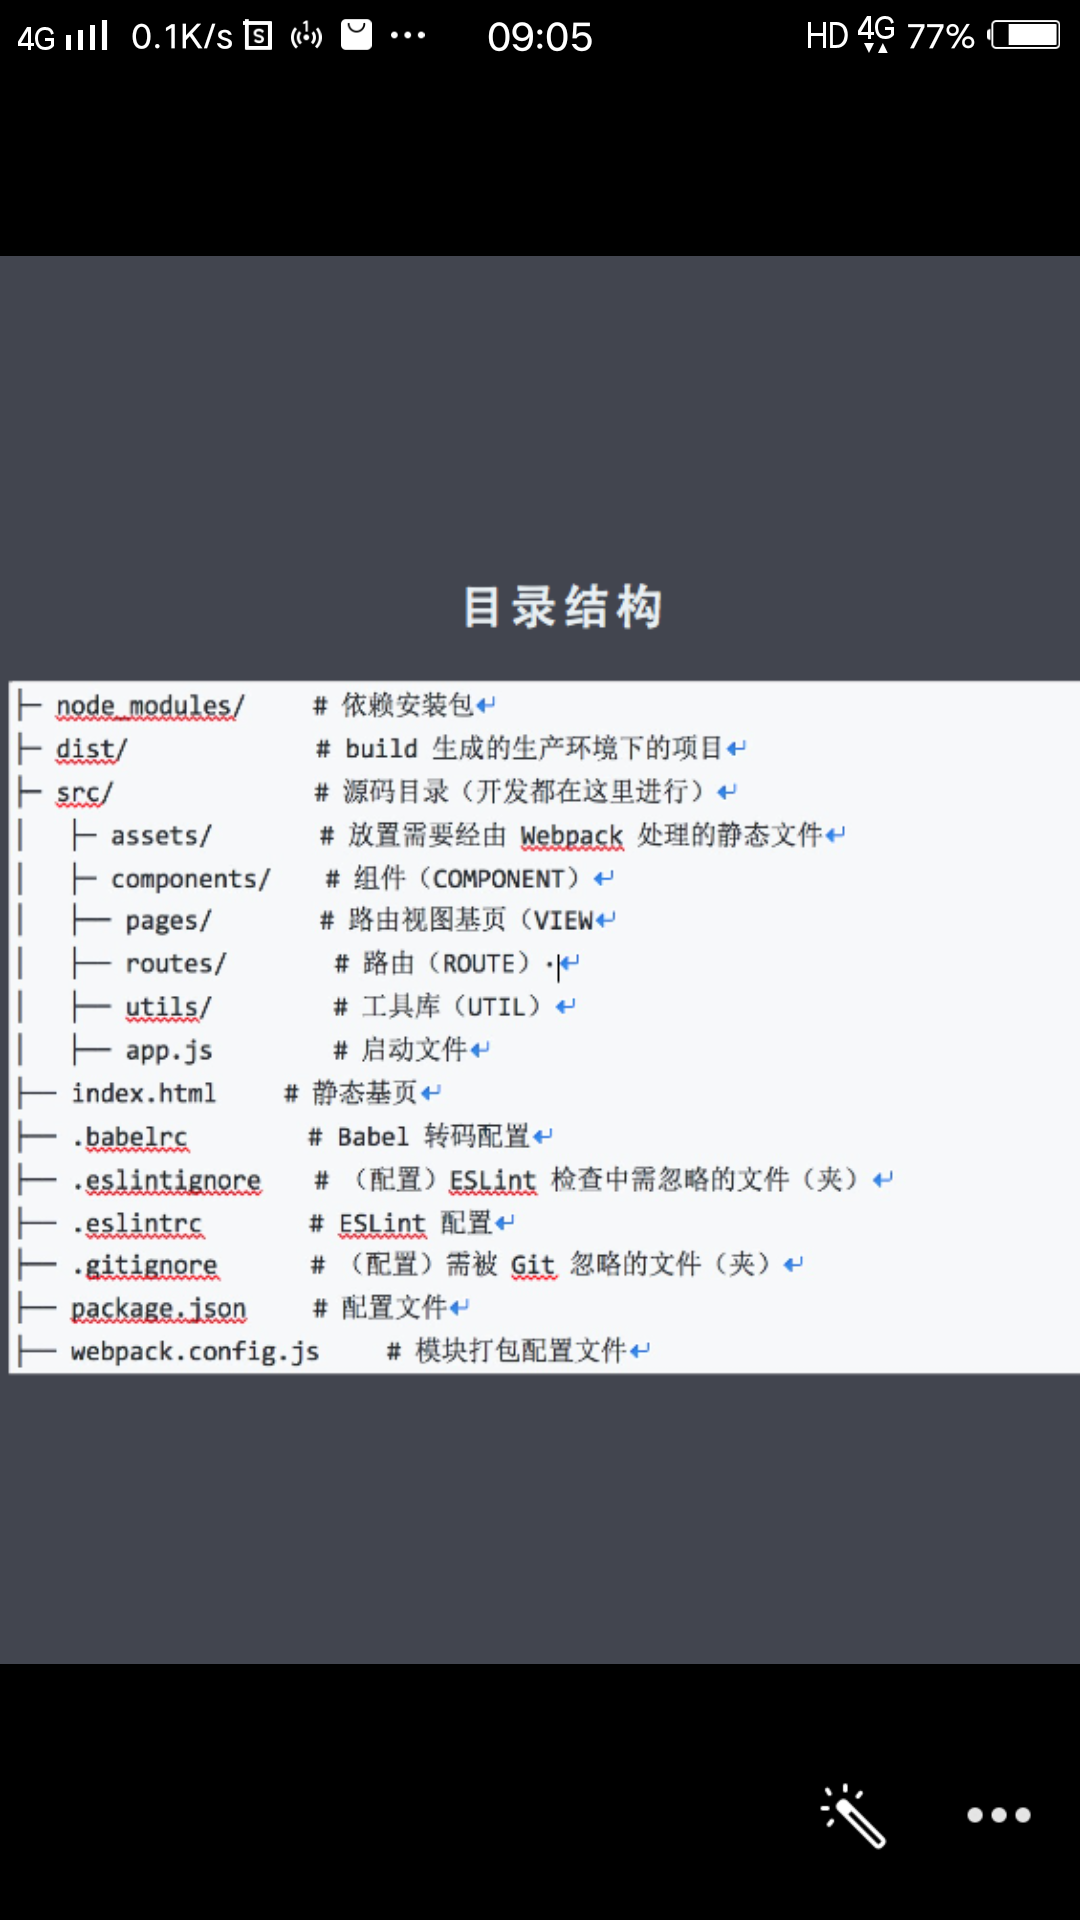 4G 0.1K/s 09:05 HD 4G 77%
目录结构
├─ node_modules/ # 依赖安装包
├─ dist/ # build 生成的生产环境下的项目
├─ src/ # 源码目录（开发都在这里进行）
│ ├─ assets/ # 放置需要经由 Webpack 处理的静态文件
│ ├─ components/ # 组件（COMPONENT）
│ ├── pages/ # 路由视图基页（VIEW
│ ├── routes/ # 路由（ROUTE）·
│ ├── utils/ # 工具库（UTIL）
│ ├── app.js # 启动文件
├── index.html # 静态基页
├── .babelrc # Babel 转码配置
├── .eslintignore # （配置）ESLint 检查中需忽略的文件（夹）
├── .eslintrc # ESLint 配置
├── .gitignore # （配置）需被 Git 忽略的文件（夹）
├── package.json # 配置文件
├── webpack.config.js # 模块打包配置文件